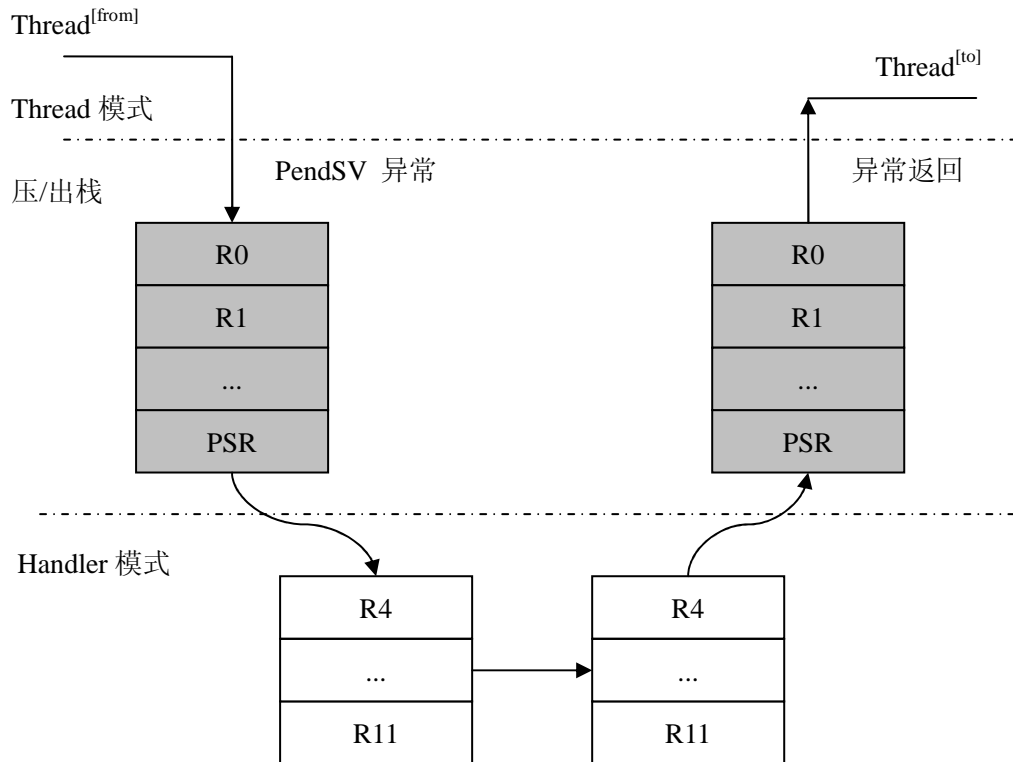 Thread[from]
Thread[to]
Thread 模式
PendSV 异常
异常返回
压/出栈
R0
R0
R1
R1
...
...
PSR
PSR
Handler 模式
R4
R4
...
...
R11
R11